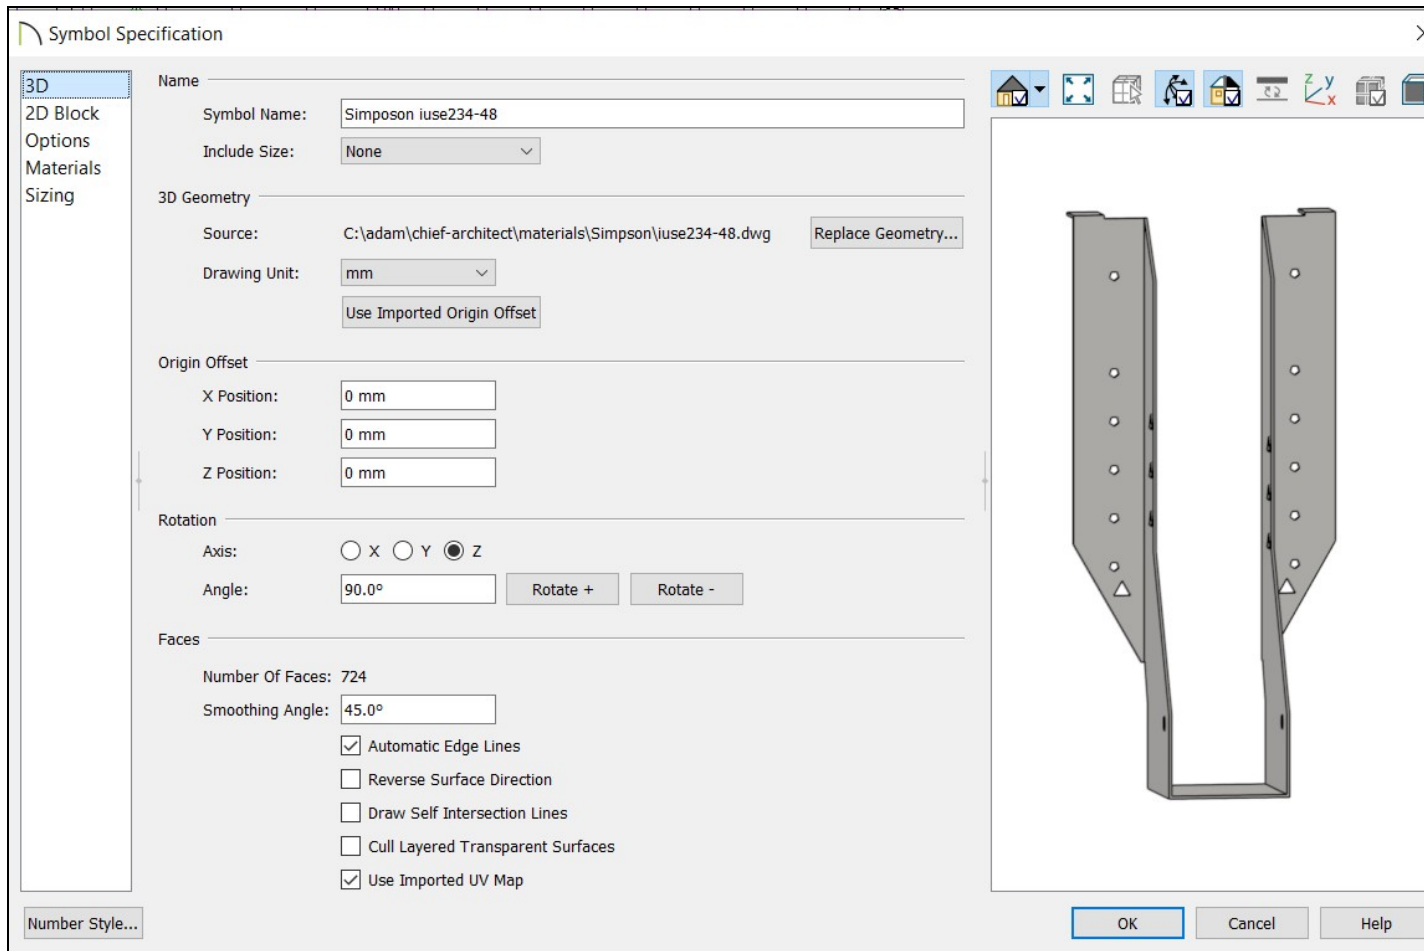 Symbol Specification
3D
2D Block
Options
Materials
Sizing
Name
Symbol Name: Simposon iuse234-48
Include Size: None
3D Geometry
Source: C:\adam\chief-architect\materials\Simpson\iuse234-48.dwg Replace Geometry...
Drawing Unit: mm
Use Imported Origin Offset
Origin Offset
X Position: 0 mm
Y Position: 0 mm
Z Position: 0 mm
Rotation
Axis: X Y Z
Angle: 90.0º Rotate + Rotate -
Faces
Number Of Faces: 724
Smoothing Angle: 45.0º
Automatic Edge Lines
Reverse Surface Direction
Draw Self Intersection Lines
Cull Layered Transparent Surfaces
Use Imported UV Map
z y
x
Number Style... OK Cancel Help